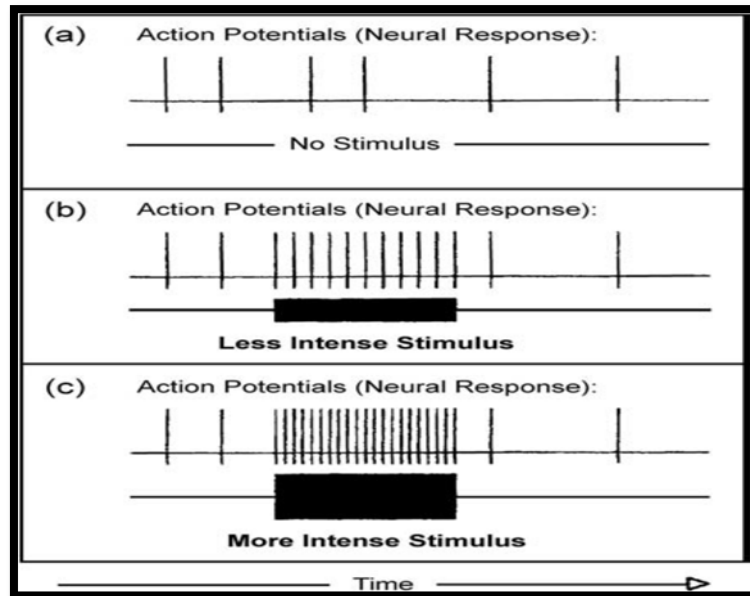 (a) Action Potentials (Neural Response):
No Stimulus
(b) Action Potentials (Neural Response):
Less Intense Stimulus
(c) Action Potentials (Neural Response):
More Intense Stimulus
Time